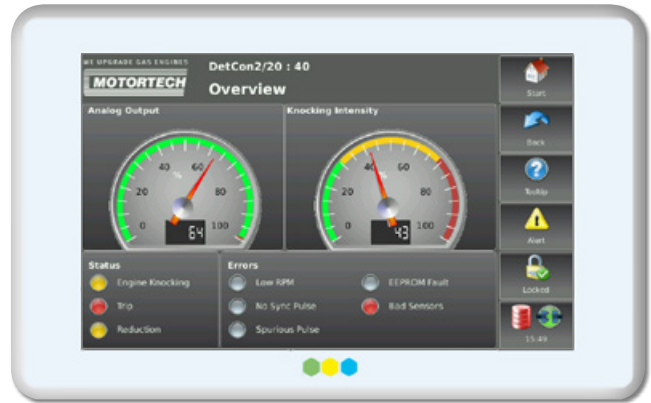 WE UPGRADE GAS ENGINES
MOTORTECH
DetCon2/20 : 40
Overview
Analog Output
0
20
40
60
80
100
%
64
Knocking Intensity
0
20
40
60
80
100
%
43
Status
Engine Knocking
Trip
Reduction
Errors
Low RPM
No Sync Pulse
Spurious Pulse
EEPROM Fault
Bad Sensors
Start
Back
Tooltip
Alert
Locked
15:49